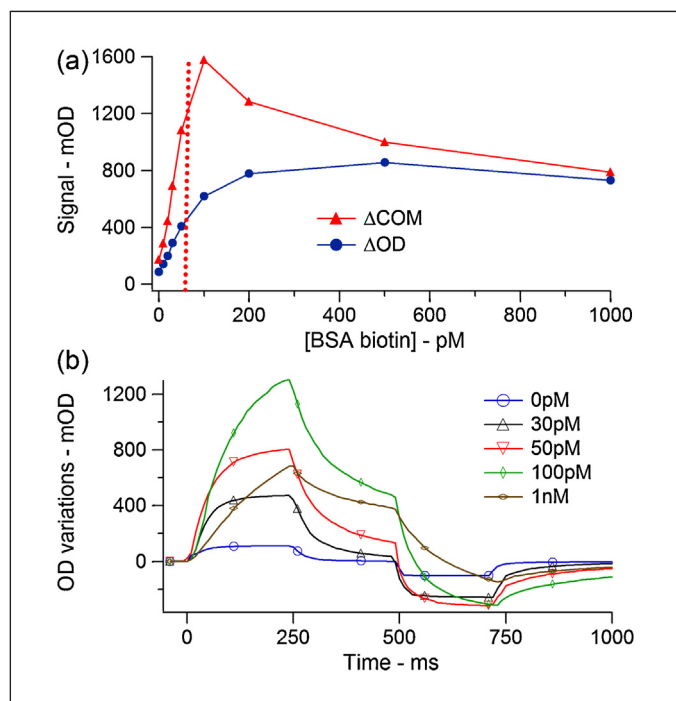 (a)
1600
1200
800
400
0
Signal - mOD
ΔCOM
ΔOD
0
200
400
600
800
1000
[BSA biotin] - pM
(b)
1200
800
400
0
OD variations - mOD
0pM
30pM
50pM
100pM
1nM
0
250
500
750
1000
Time - ms